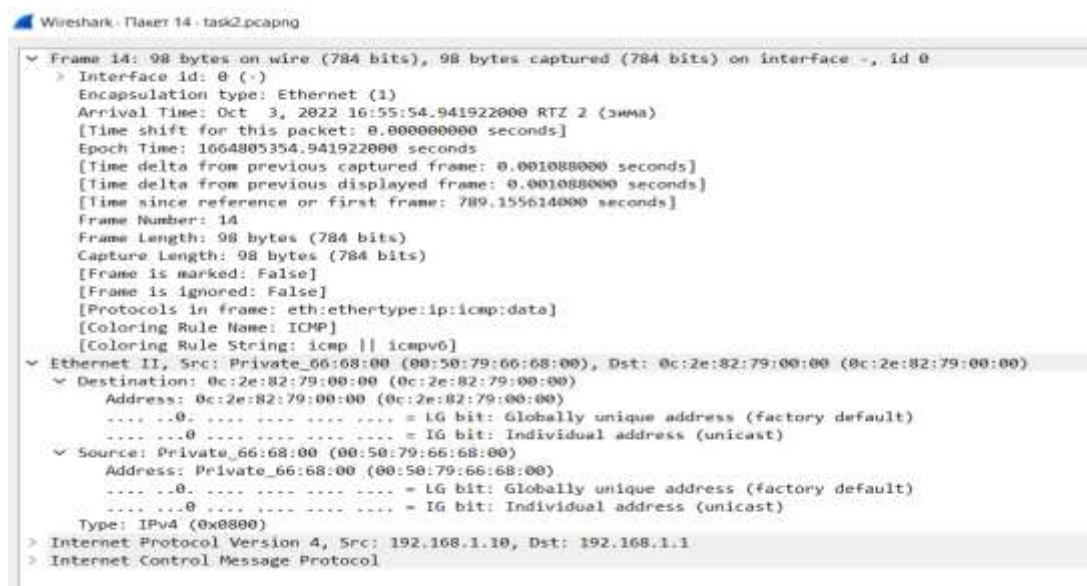 Wireshark · Пакет 14 · task2.pcapng
Frame 14: 98 bytes on wire (784 bits), 98 bytes captured (784 bits) on interface -, id 0
Interface id: 0 (-)
Encapsulation type: Ethernet (1)
Arrival Time: Oct  3, 2022 16:55:54.941922000 RTZ 2 (зима)
[Time shift for this packet: 0.000000000 seconds]
Epoch Time: 1664805354.941922000 seconds
[Time delta from previous captured frame: 0.001088000 seconds]
[Time delta from previous displayed frame: 0.001088000 seconds]
[Time since reference or first frame: 789.155614000 seconds]
Frame Number: 14
Frame Length: 98 bytes (784 bits)
Capture Length: 98 bytes (784 bits)
[Frame is marked: False]
[Frame is ignored: False]
[Protocols in frame: eth:ethertype:ip:icmp:data]
[Coloring Rule Name: ICMP]
[Coloring Rule String: icmp || icmpv6]
Ethernet II, Src: Private_66:68:00 (00:50:79:66:68:00), Dst: 0c:2e:82:79:00:00 (0c:2e:82:79:00:00)
Destination: 0c:2e:82:79:00:00 (0c:2e:82:79:00:00)
Address: 0c:2e:82:79:00:00 (0c:2e:82:79:00:00)
.... ..0. .... .... .... .... = LG bit: Globally unique address (factory default)
.... ...0 .... .... .... .... = IG bit: Individual address (unicast)
Source: Private_66:68:00 (00:50:79:66:68:00)
Address: Private_66:68:00 (00:50:79:66:68:00)
.... ..0. .... .... .... .... = LG bit: Globally unique address (factory default)
.... ...0 .... .... .... .... = IG bit: Individual address (unicast)
Type: IPv4 (0x0800)
Internet Protocol Version 4, Src: 192.168.1.10, Dst: 192.168.1.1
Internet Control Message Protocol